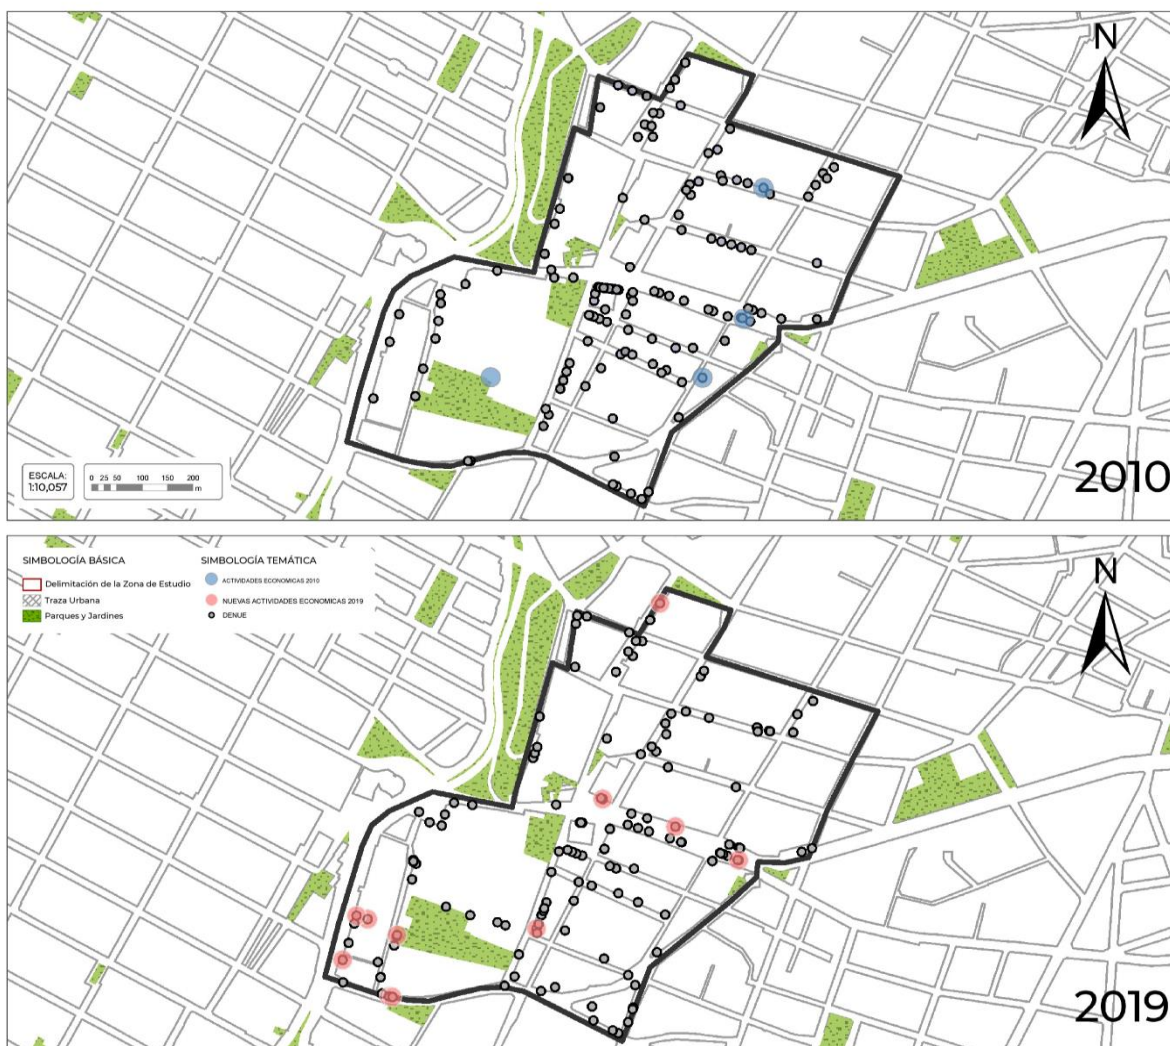 N
2010
ESCALA:
1:10,057
0 25 50 100 150 200
m
SIMBOLOGÍA BÁSICA
Delimitación de la Zona de Estudio
Traza Urbana
Parques y Jardines
SIMBOLOGÍA TEMÁTICA
ACTIVIDADES ECONOMICAS 2010
NUEVAS ACTIVIDADES ECONOMICAS 2019
DENUE
N
2019